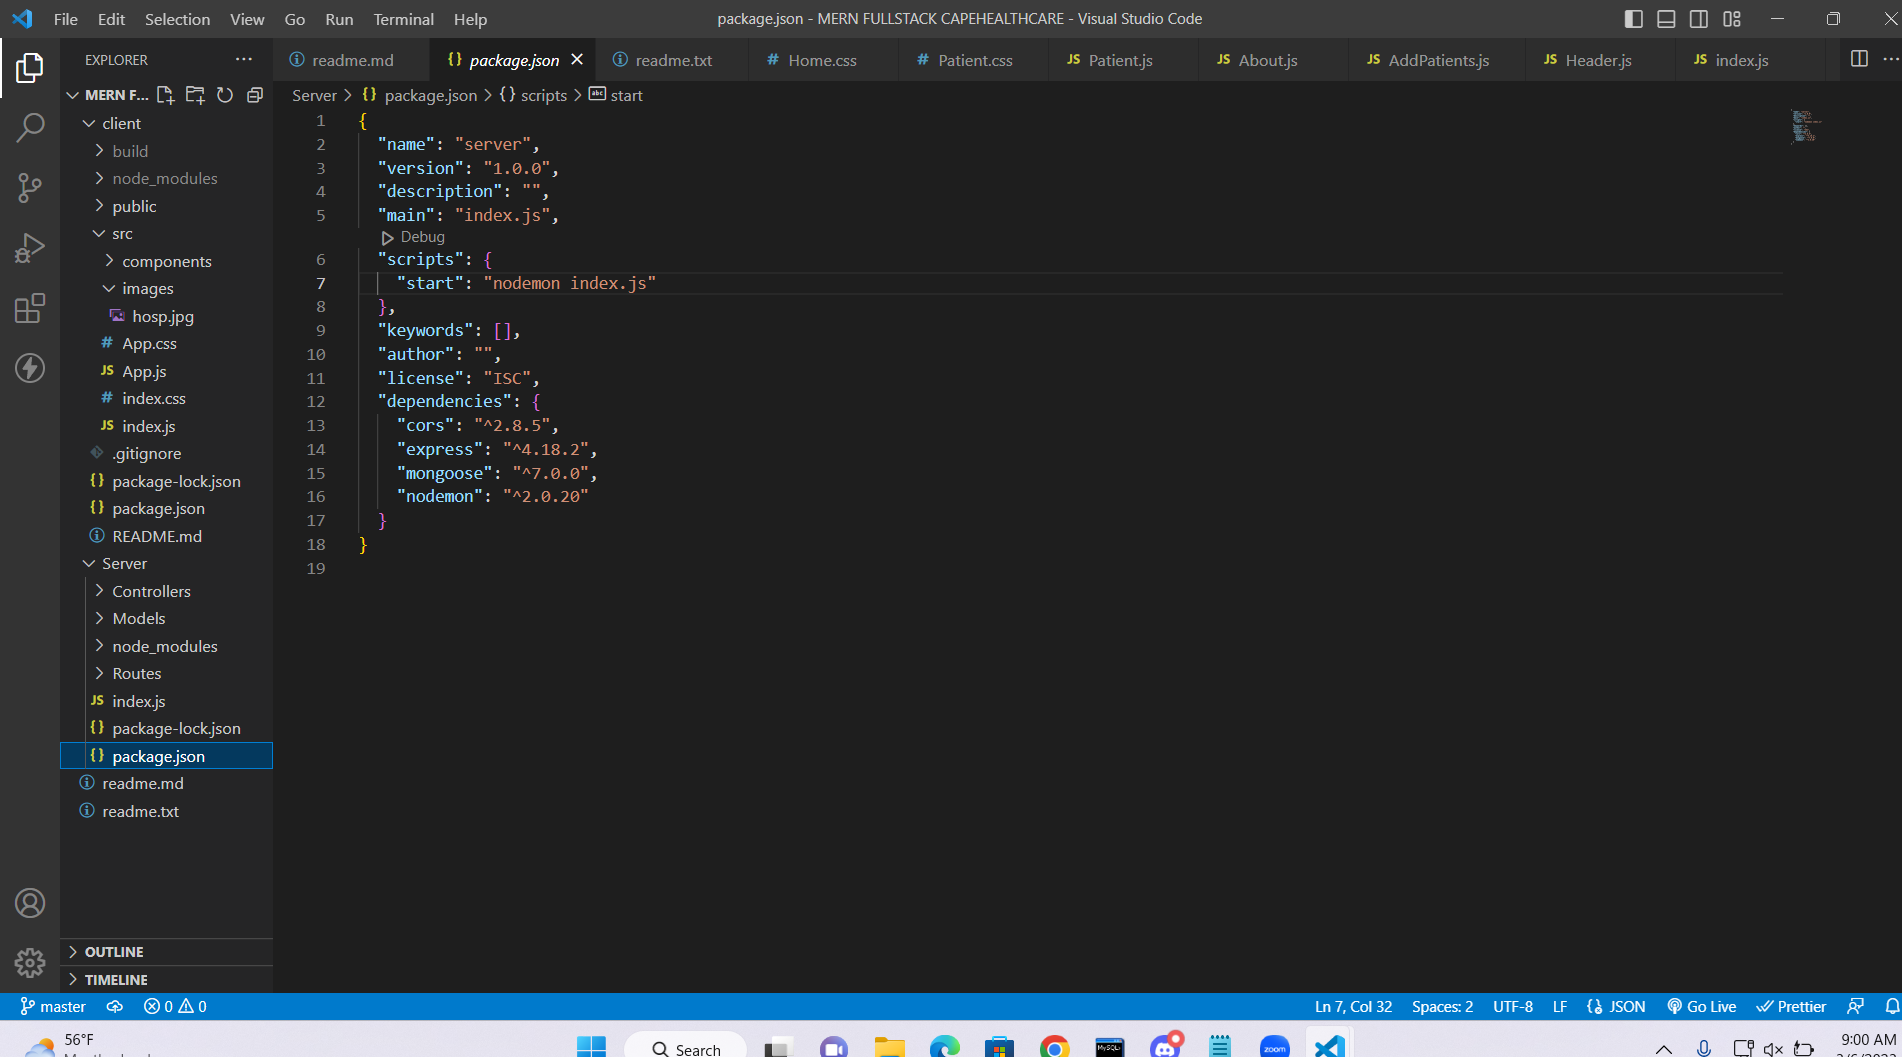 File Edit Selection View Go Run Terminal Help
package.json - MERN FULLSTACK CAPEHEALTHCARE - Visual Studio Code
EXPLORER
MERN F...
client
build
node_modules
public
src
components
images
hosp.jpg
# App.css
JS App.js
# index.css
JS index.js
.gitignore
{} package-lock.json
{} package.json
README.md
Server
Controllers
Models
node_modules
Routes
JS index.js
{} package-lock.json
{} package.json
readme.md
readme.txt
OUTLINE
TIMELINE
readme.md {} package.json readme.txt # Home.css # Patient.css JS Patient.js JS About.js JS AddPatients.js JS Header.js JS index.js
Server > {} package.json > {} scripts > abc start
1 {
2 "name": "server",
3 "version": "1.0.0",
4 "description": "",
5 "main": "index.js",
Debug
6 "scripts": {
7 "start": "nodemon index.js"
8 },
9 "keywords": [],
10 "author": "",
11 "license": "ISC",
12 "dependencies": {
13 "cors": "^2.8.5",
14 "express": "^4.18.2",
15 "mongoose": "^7.0.0",
16 "nodemon": "^2.0.20"
17 }
18 }
19
master 0 0
Ln 7, Col 32 Spaces: 2 UTF-8 LF {} JSON Go Live Prettier
56°F
Search
MySQL
zoom
9:00 AM